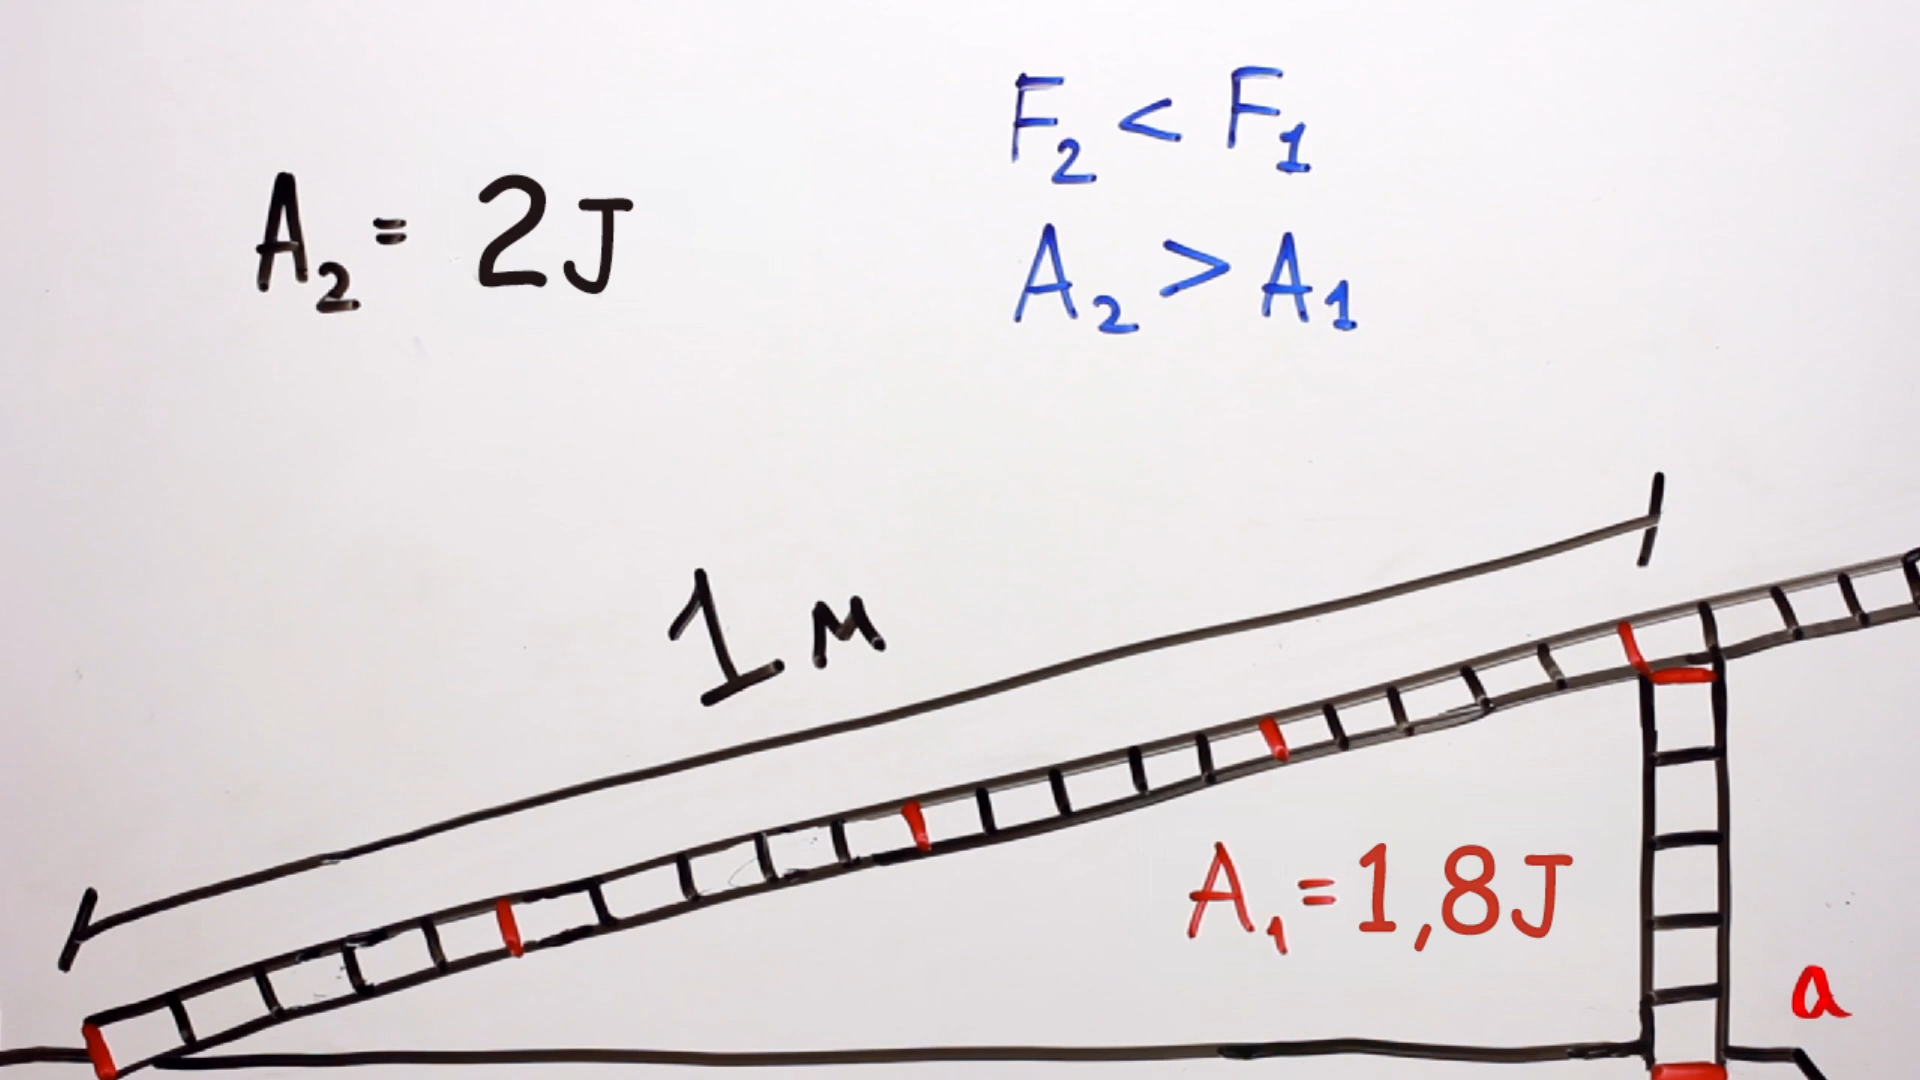 F₂ < F₁
A₂ = 2J
A₂ > A₁
1 м
A₁ = 1,8J
a